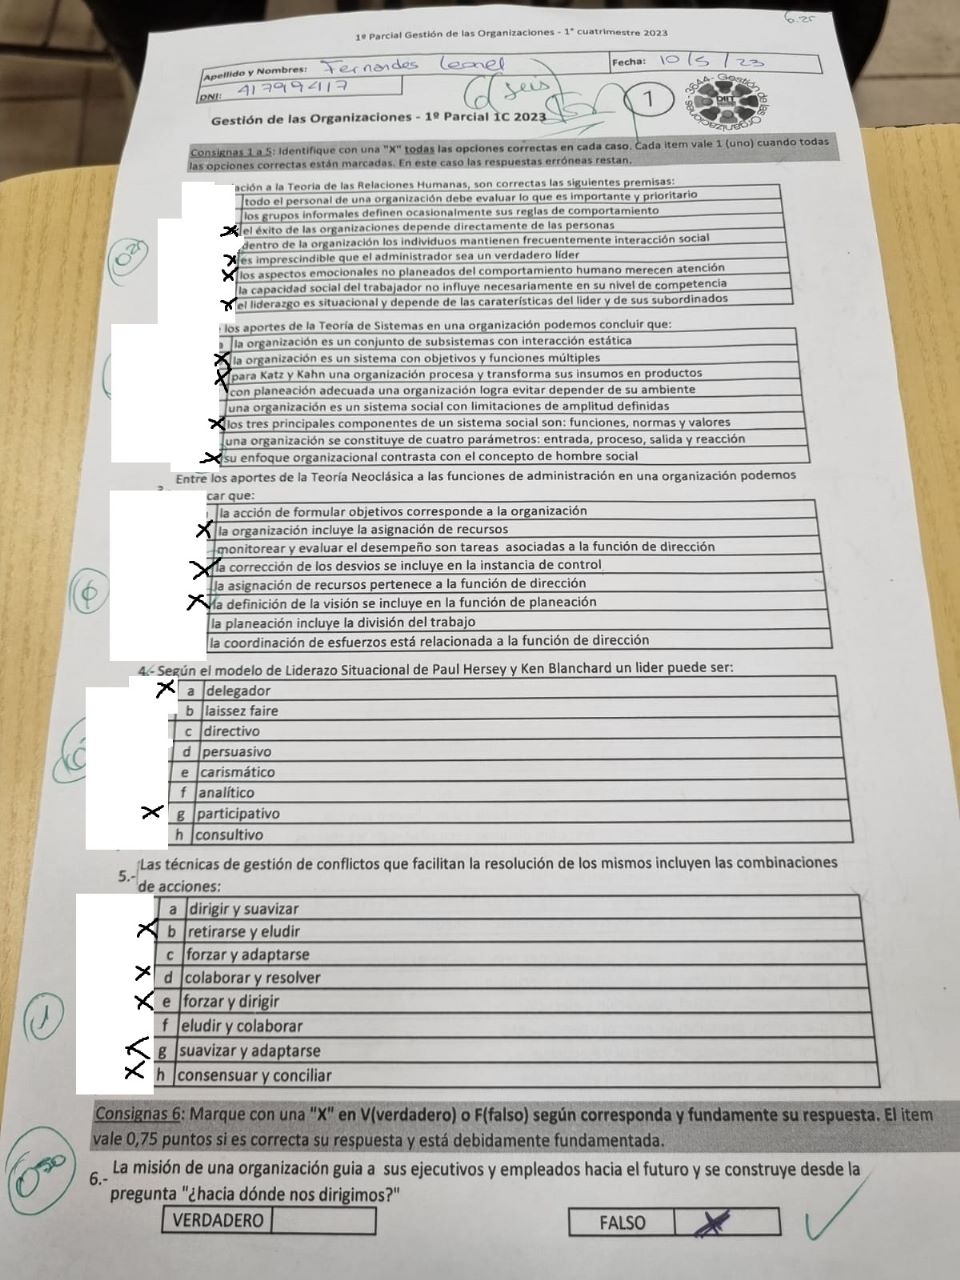 6.25
1º Parcial Gestión de las Organizaciones - 1° cuatrimestre 2023
Apellido y Nombres: Fernandes Leonel
Fecha: 10/5/23
DNI: 41799417
6 (seis)
1
3644 - Gestión de las Organizaciones
DIIT
Gestión de las Organizaciones - 1º Parcial 1C 2023
Consignas 1 a 5: Identifique con una "X" todas las opciones correctas en cada caso. Cada item vale 1 (uno) cuando todas
las opciones correctas están marcadas. En este caso las respuestas erróneas restan.
ación a la Teoría de las Relaciones Humanas, son correctas las siguientes premisas:
todo el personal de una organización debe evaluar lo que es importante y prioritario
los grupos informales definen ocasionalmente sus reglas de comportamiento
X el éxito de las organizaciones depende directamente de las personas
dentro de la organización los individuos mantienen frecuentemente interacción social
0.25
X es imprescindible que el administrador sea un verdadero líder
X los aspectos emocionales no planeados del comportamiento humano merecen atención
la capacidad social del trabajador no influye necesariamente en su nivel de competencia
X el liderazgo es situacional y depende de las caraterísticas del lider y de sus subordinados
los aportes de la Teoría de Sistemas en una organización podemos concluir que:
la organización es un conjunto de subsistemas con interacción estática
X la organización es un sistema con objetivos y funciones múltiples
X para Katz y Kahn una organización procesa y transforma sus insumos en productos
con planeación adecuada una organización logra evitar depender de su ambiente
una organización es un sistema social con limitaciones de amplitud definidas
X los tres principales componentes de un sistema social son: funciones, normas y valores
una organización se constituye de cuatro parámetros: entrada, proceso, salida y reacción
X su enfoque organizacional contrasta con el concepto de hombre social
Entre los aportes de la Teoría Neoclásica a las funciones de administración en una organización podemos
car que:
la acción de formular objetivos corresponde a la organización
X la organización incluye la asignación de recursos
monitorear y evaluar el desempeño son tareas asociadas a la función de dirección
X la corrección de los desvios se incluye en la instancia de control
la asignación de recursos pertenece a la función de dirección
X la definición de la visión se incluye en la función de planeación
la planeación incluye la división del trabajo
la coordinación de esfuerzos está relacionada a la función de dirección
4.- Según el modelo de Liderazo Situacional de Paul Hersey y Ken Blanchard un lider puede ser:
X a delegador
b laissez faire
c directivo
d persuasivo
e carismático
f analítico
X g participativo
h consultivo
5.- Las técnicas de gestión de conflictos que facilitan la resolución de los mismos incluyen las combinaciones
de acciones:
a dirigir y suavizar
X b retirarse y eludir
c forzar y adaptarse
X d colaborar y resolver
X e forzar y dirigir
1
f eludir y colaborar
X g suavizar y adaptarse
X h consensuar y conciliar
Consignas 6: Marque con una "X" en V(verdadero) o F(falso) según corresponda y fundamente su respuesta. El item
vale 0,75 puntos si es correcta su respuesta y está debidamente fundamentada.
6.- La misión de una organización guia a sus ejecutivos y empleados hacia el futuro y se construye desde la
pregunta "¿hacia dónde nos dirigimos?"
VERDADERO
FALSO X